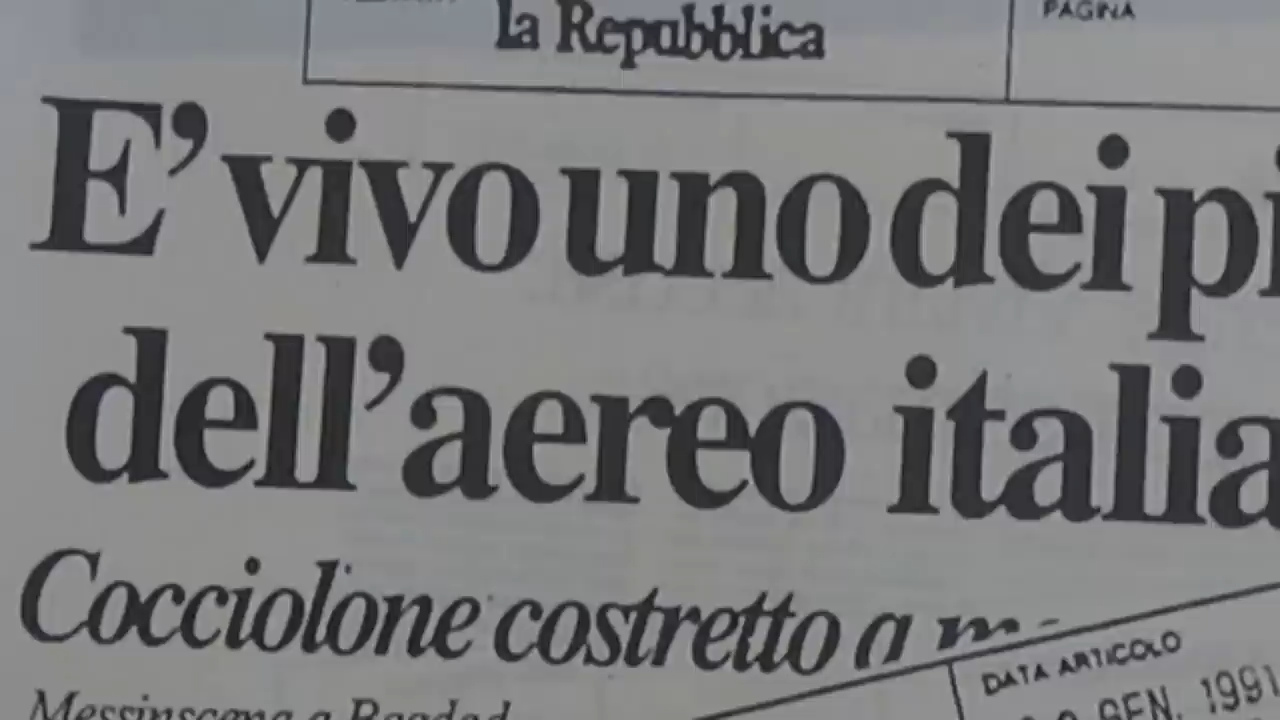 la Repubblica
PAGINA
E' vivo uno dei pi
dell'aereo italia
Cocciolone costretto a
Messinscena a Bagdad
DATA ARTICOLO
GEN. 1991